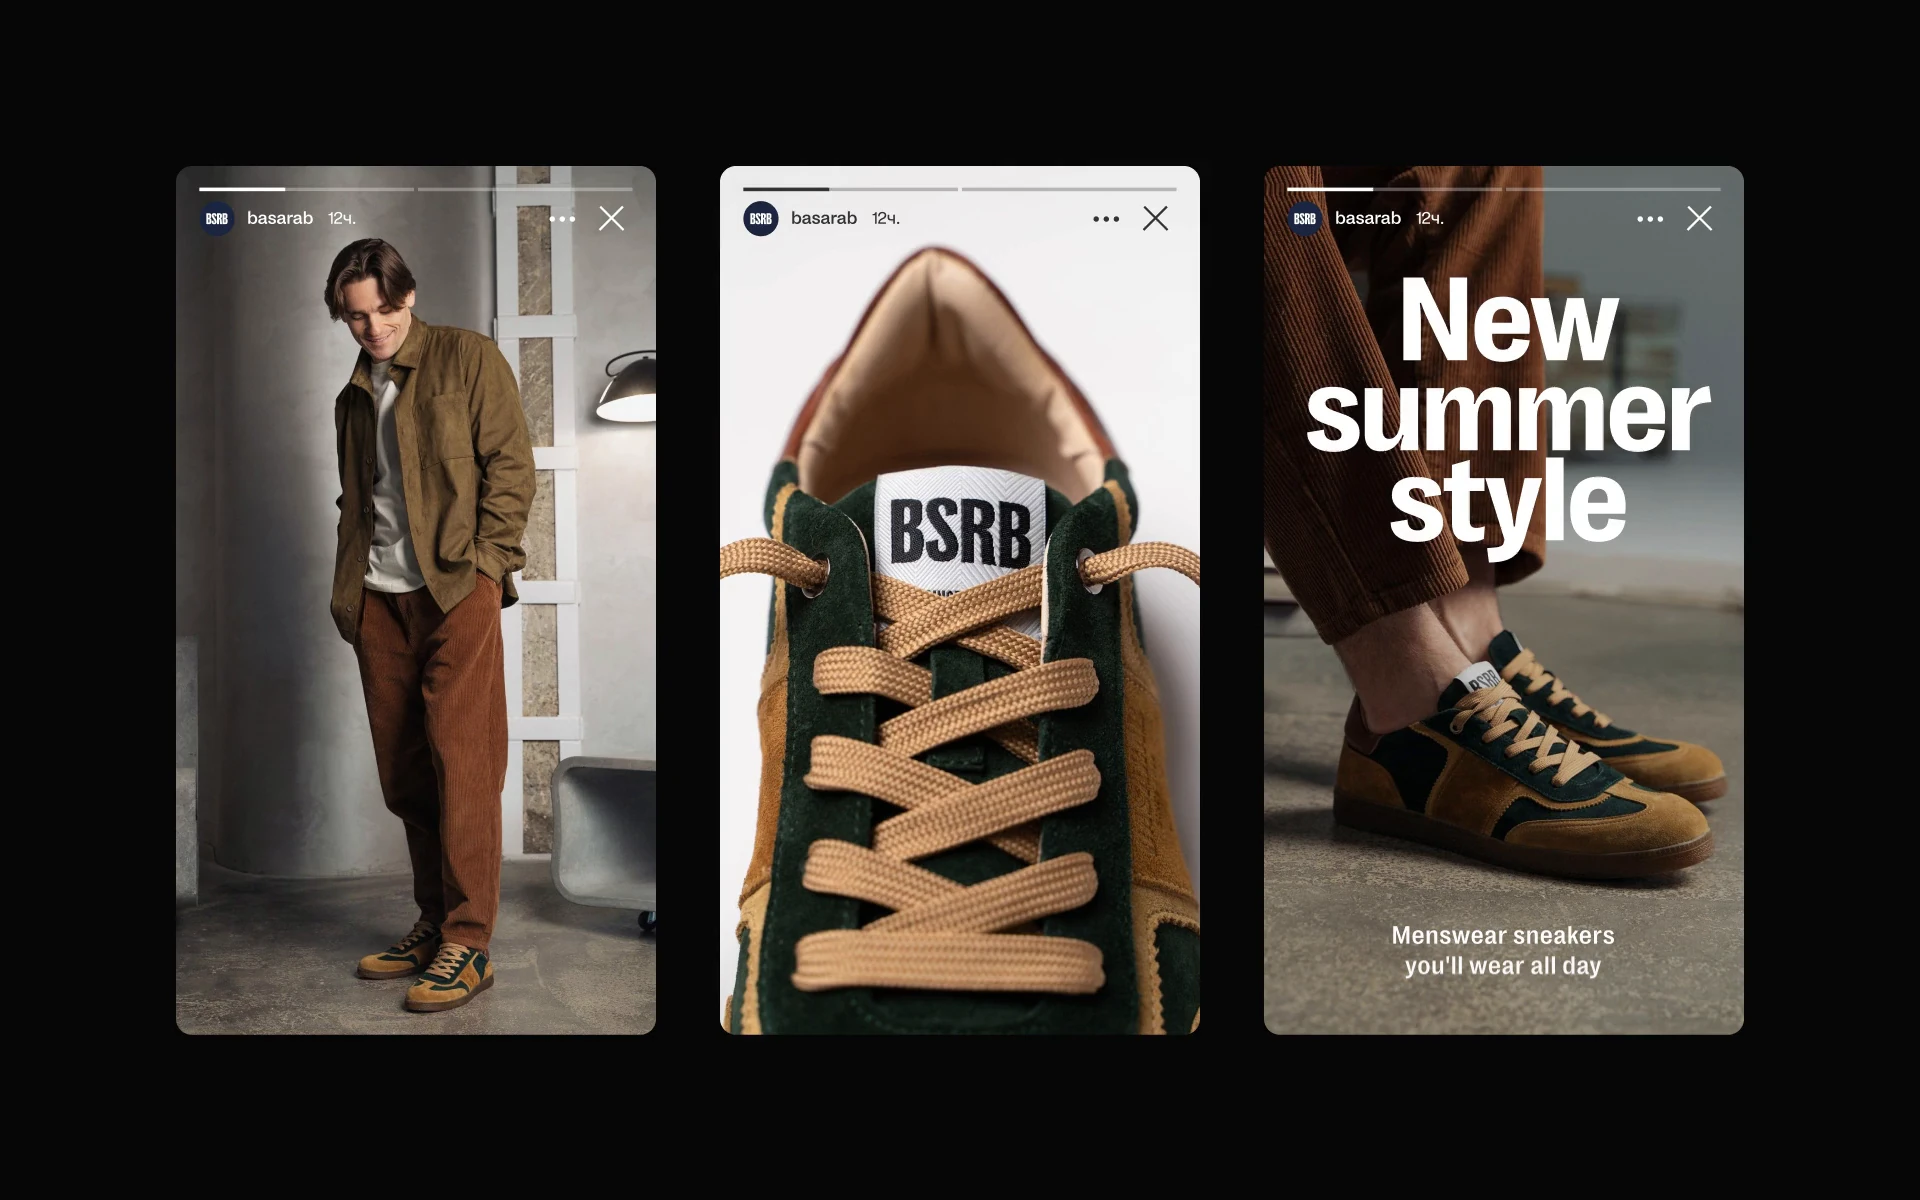 BSRB basarab 12ч.
BSRB basarab 12ч.
BSRB
BSRB basarab 12ч.
New
summer
style
BSRB
Menswear sneakers
you'll wear all day